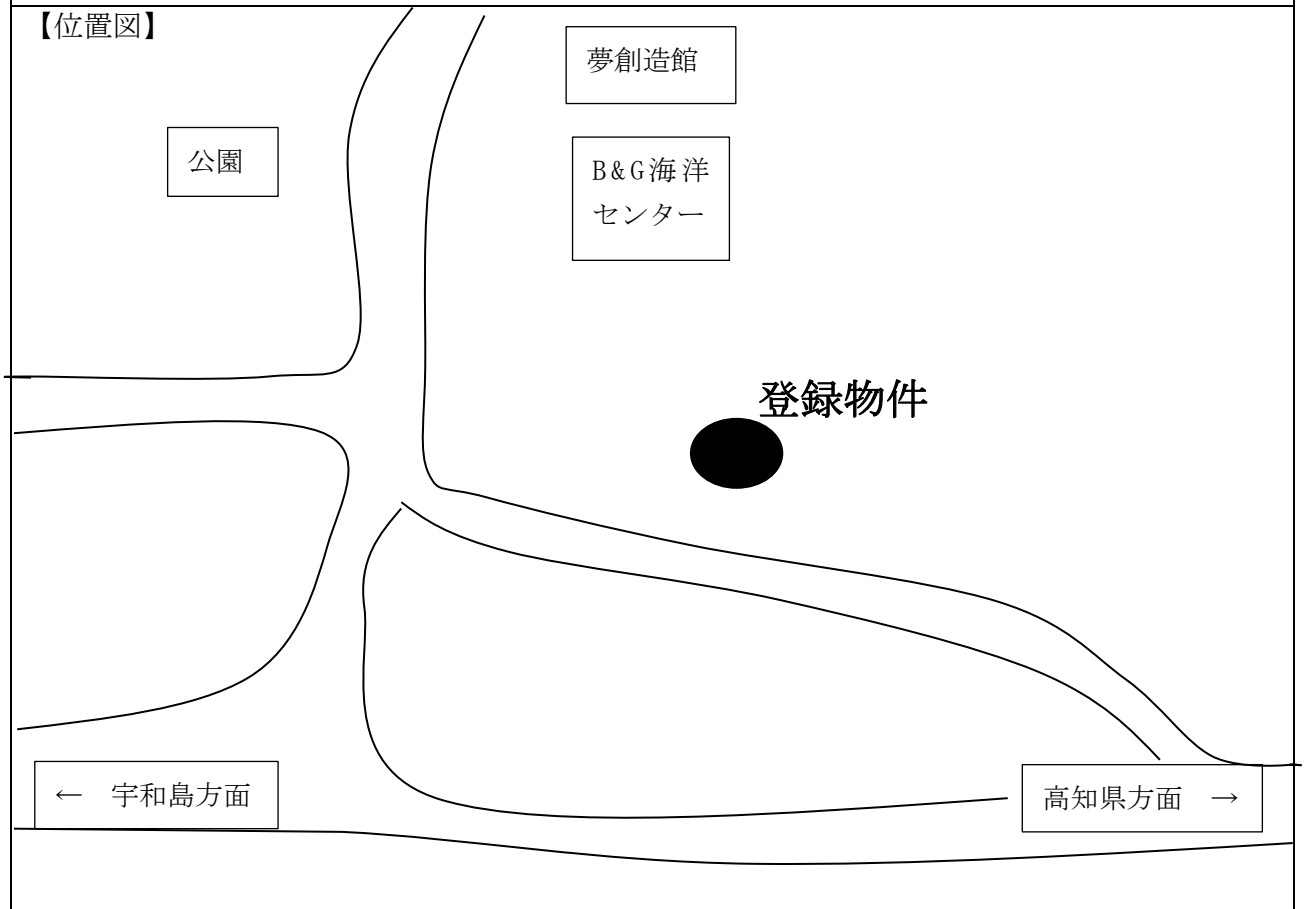 【位置図】
夢創造館
公園
B&G海洋
センター
登録物件
← 宇和島方面
高知県方面 →